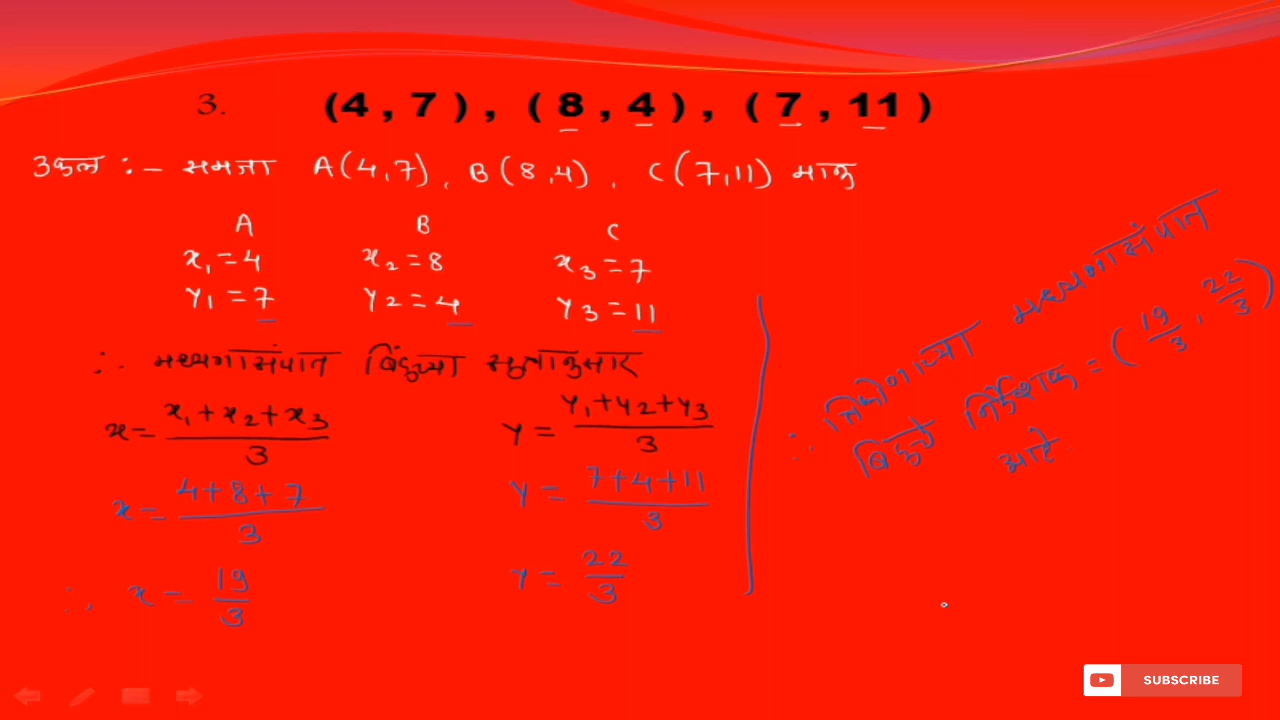 3. (4 , 7 ) , ( 8 , 4 ) , ( 7 , 11 )
उकल :- समजा A(4,7), B(8,4), C(7,11)
A B C
x₁=4 x₂=8 x₃=7
y₁=7 y₂=4 y₃=11
∴ मध्यगासंपात बिंदुच्या सुत्रानुसार
x = (x₁+x₂+x₃)/3 y = (y₁+y₂+y₃)/3
x = (4+8+7)/3 y = (7+4+11)/3
∴ x = 19/3 y = 22/3
∴ त्रिकोणाच्या मध्यगासंपात
बिंदुचे निर्देशक = (19/3, 22/3)
आहे.
SUBSCRIBE